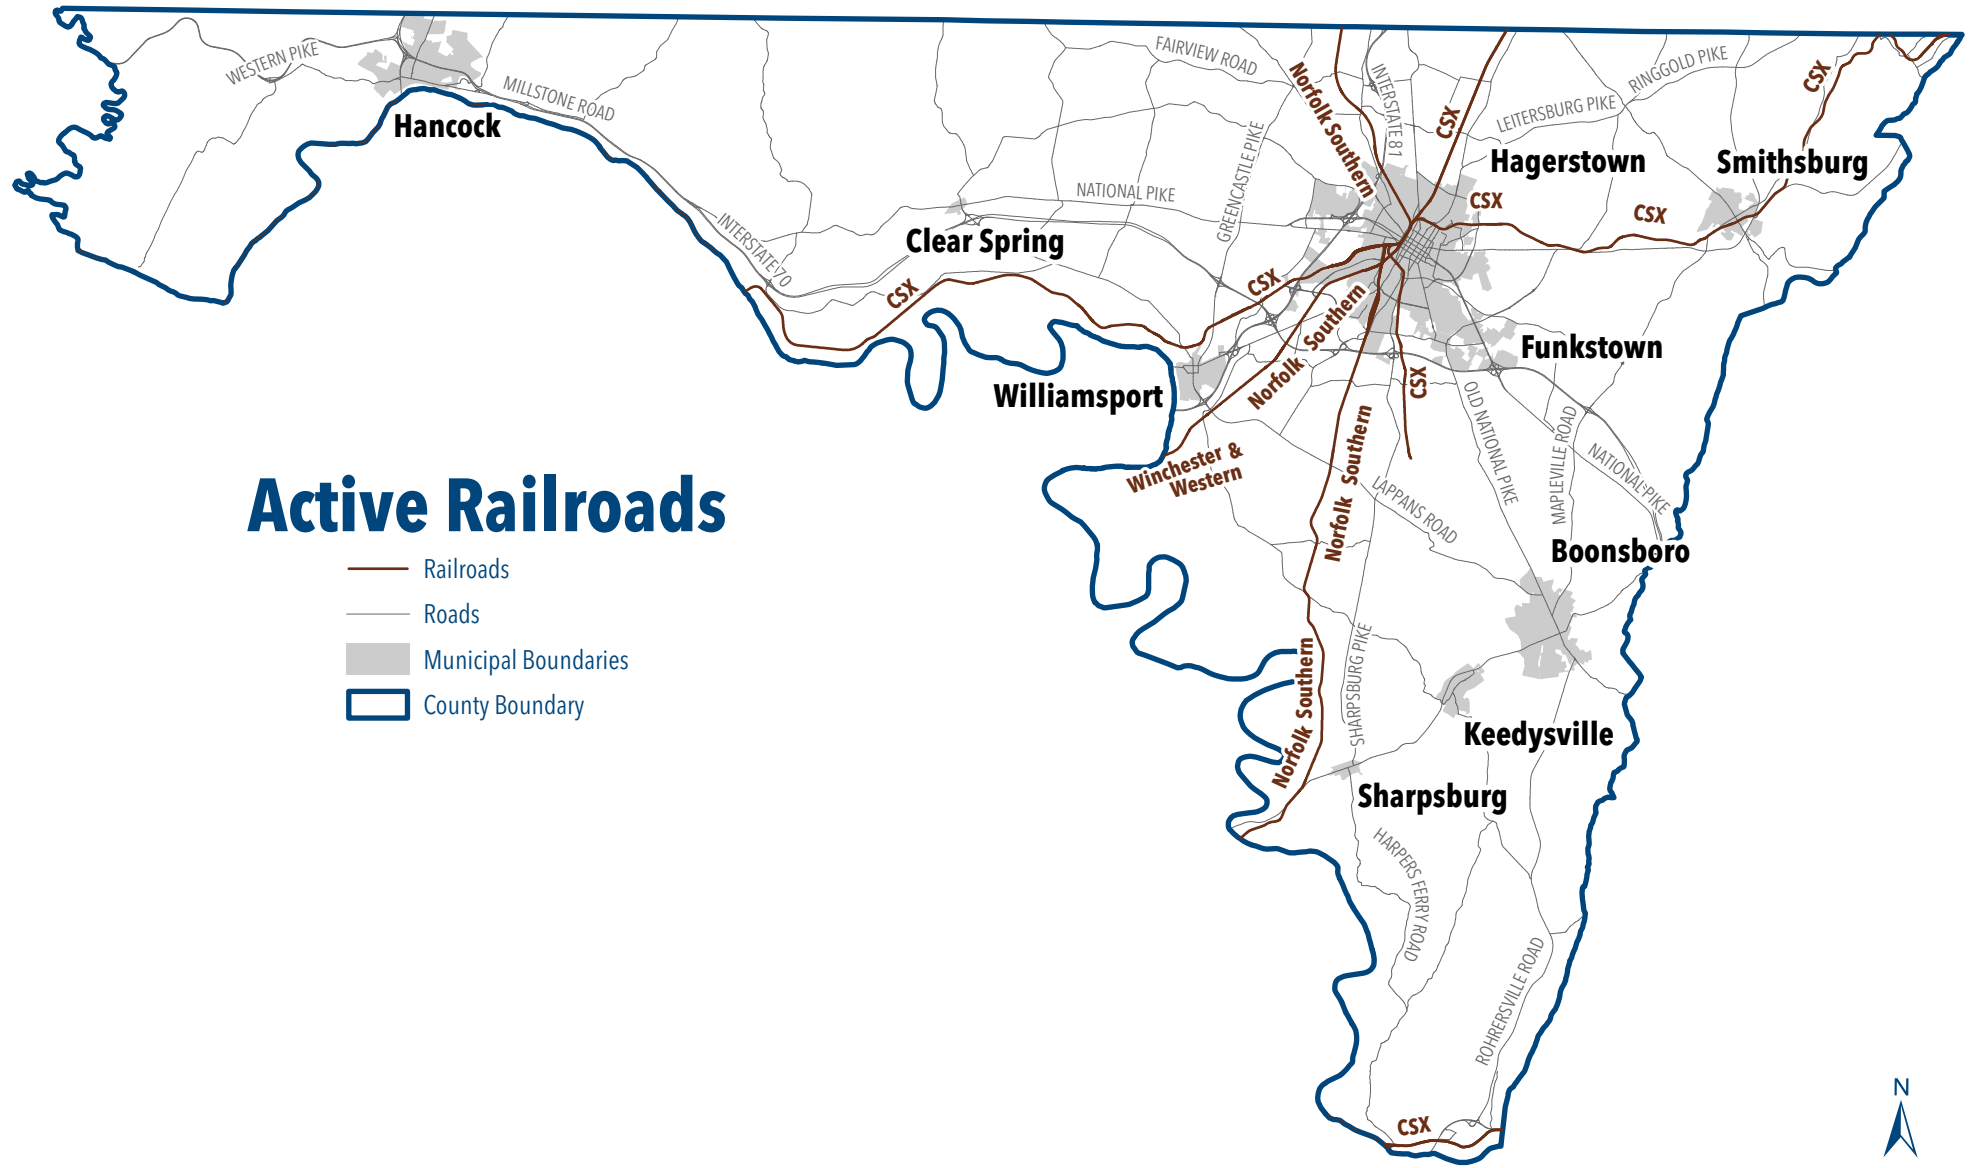 WESTERN PIKE
Hancock
MILLSTONE ROAD
INTERSTATE 70
FAIRVIEW ROAD
Norfolk Southern
INTERSTATE 81
CSX
LEITERSBURG PIKE
RINGGOLD PIKE
CSX
Hagerstown
Smithsburg
NATIONAL PIKE
GREENCASTLE PIKE
CSX
CSX
Clear Spring
CSX
CSX
Norfolk Southern
Funkstown
Williamsport
CSX
OLD NATIONAL PIKE
MAPLEVILLE ROAD
NATIONAL PIKE
Winchester &
Western
Norfolk Southern
LAPPANS ROAD
Boonsboro
Active Railroads
Railroads
Roads
Municipal Boundaries
County Boundary
Norfolk Southern
SHARPSBURG PIKE
Keedysville
Sharpsburg
HARPERS FERRY ROAD
ROHRERSVILLE ROAD
CSX
N